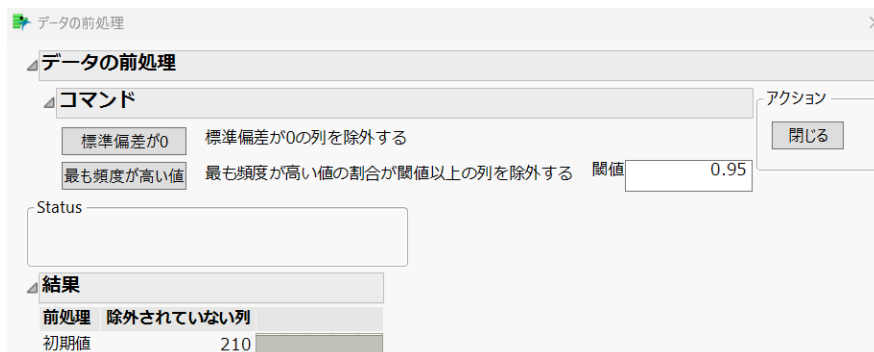 データの前処理
データの前処理
コマンド
アクション
標準偏差が0 標準偏差が0の列を除外する
閉じる
最も頻度が高い値 最も頻度が高い値の割合が閾値以上の列を除外する 閾値 0.95
Status
結果
前処理 除外されていない列
初期値 210